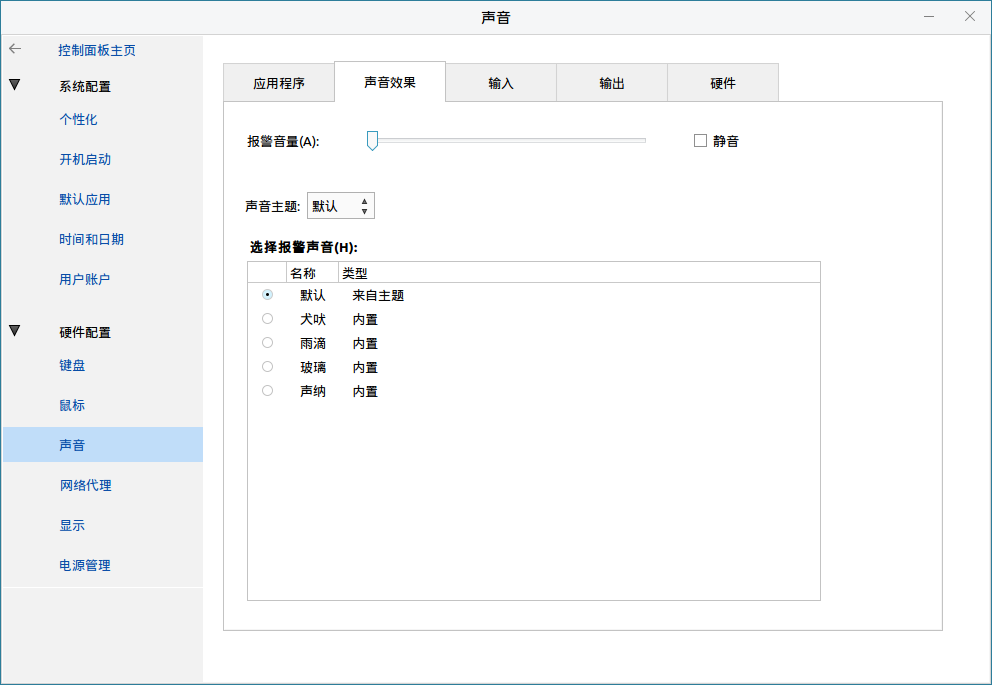 声音
控制面板主页
系统配置
个性化
开机启动
默认应用
时间和日期
用户账户
硬件配置
键盘
鼠标
声音
网络代理
显示
电源管理
应用程序 声音效果 输入 输出 硬件
报警音量(A): 静音
声音主题: 默认
选择报警声音(H):
名称 类型
默认 来自主题
犬吠 内置
雨滴 内置
玻璃 内置
声纳 内置